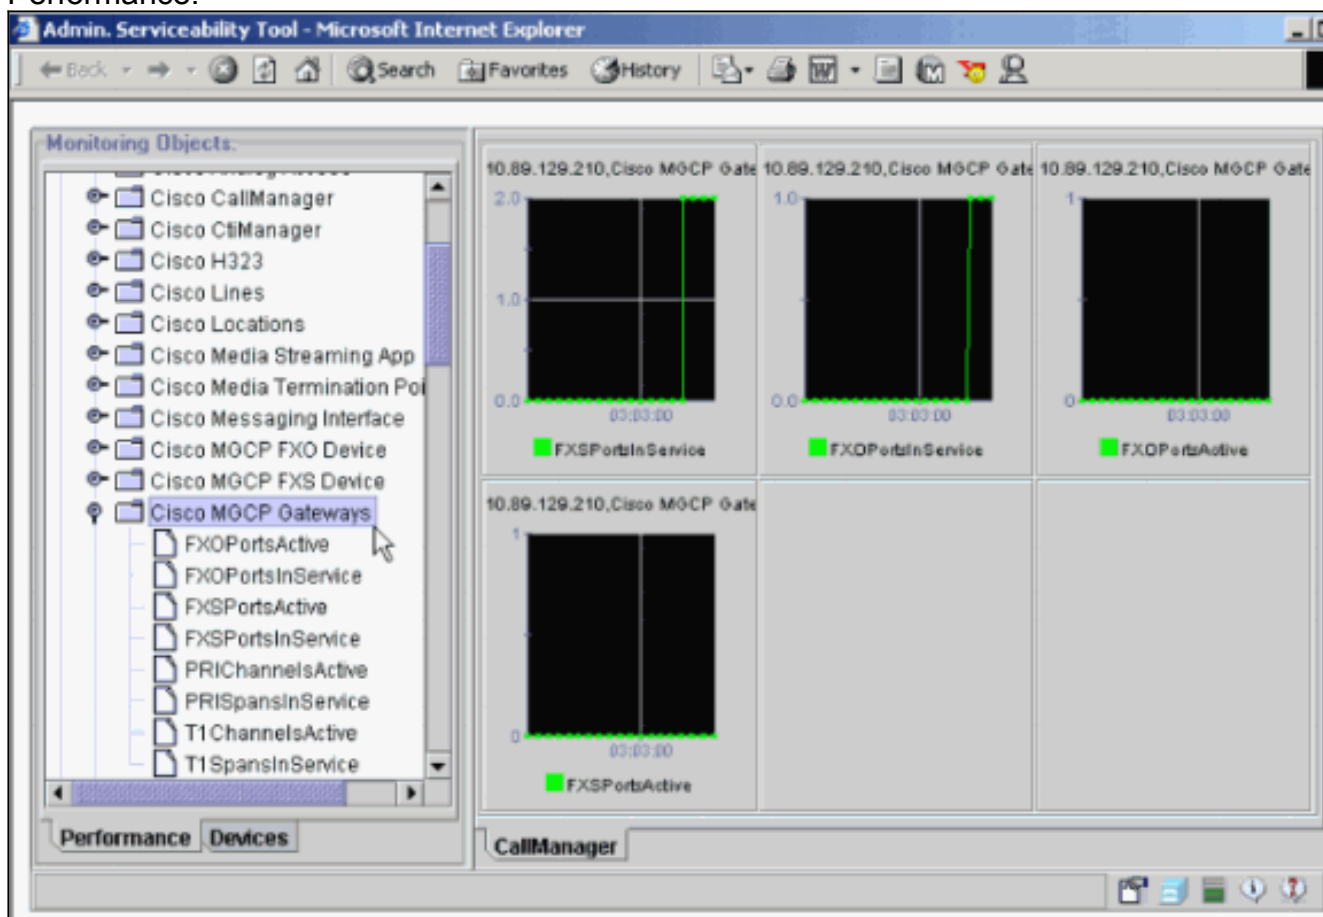 Performance.
Admin. Serviceability Tool - Microsoft Internet Explorer
Back
Search Favorites History
Monitoring Objects:
Cisco CallManager
Cisco CtiManager
Cisco H323
Cisco Lines
Cisco Locations
Cisco Media Streaming App
Cisco Media Termination Poi
Cisco Messaging Interface
Cisco MGCP FXO Device
Cisco MGCP FXS Device
Cisco MGCP Gateways
FXOPortsActive
FXOPortsInService
FXSPortsActive
FXSPortsInService
PRIChannelsActive
PRISpansInService
T1ChannelsActive
T1SpansInService
Performance Devices
10.89.129.210,Cisco MGCP Gate
2.0
1.0
0.0
03:03:00
FXSPortsInService
10.89.129.210,Cisco MGCP Gate
1.0
0.0
03:03:00
FXOPortsInService
10.89.129.210,Cisco MGCP Gate
1
0
03:03:00
FXOPortsActive
10.89.129.210,Cisco MGCP Gate
1
0
03:03:00
FXSPortsActive
CallManager